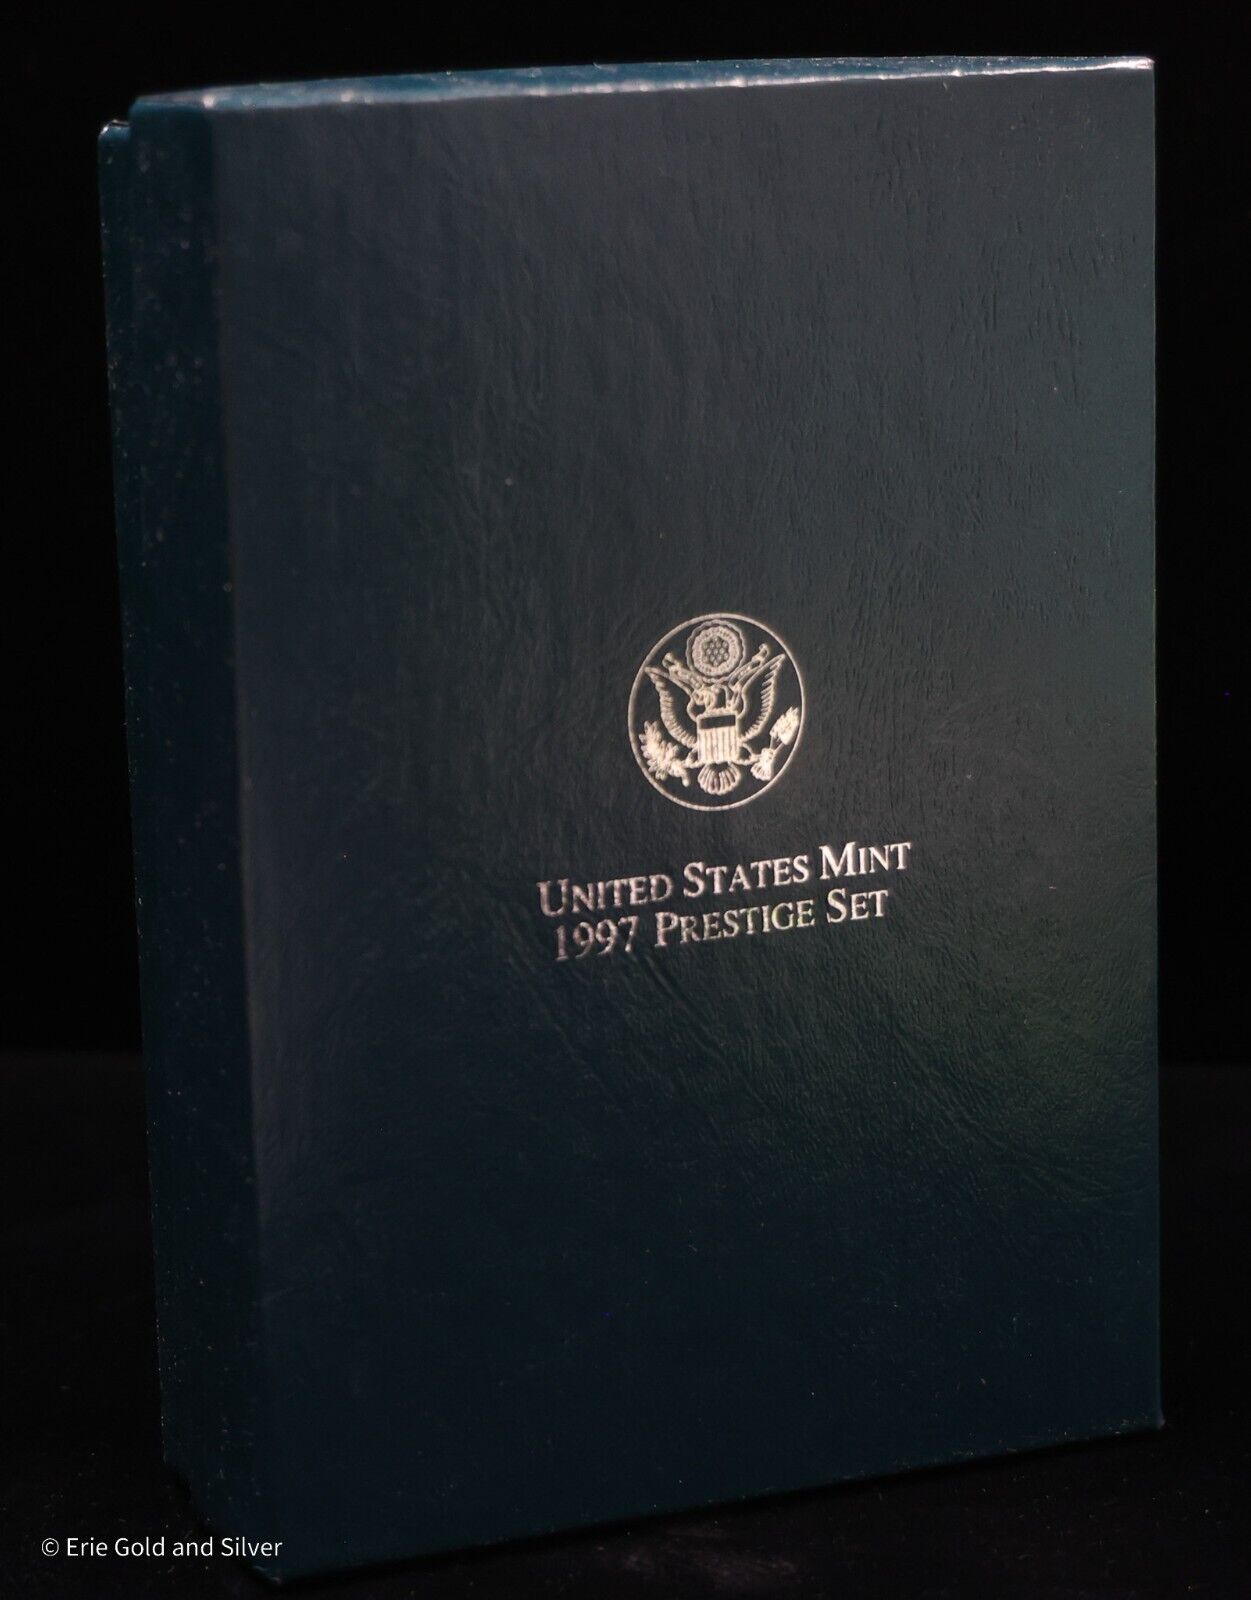 United States Mint
1997 Prestige Set
© Erie Gold and Silver